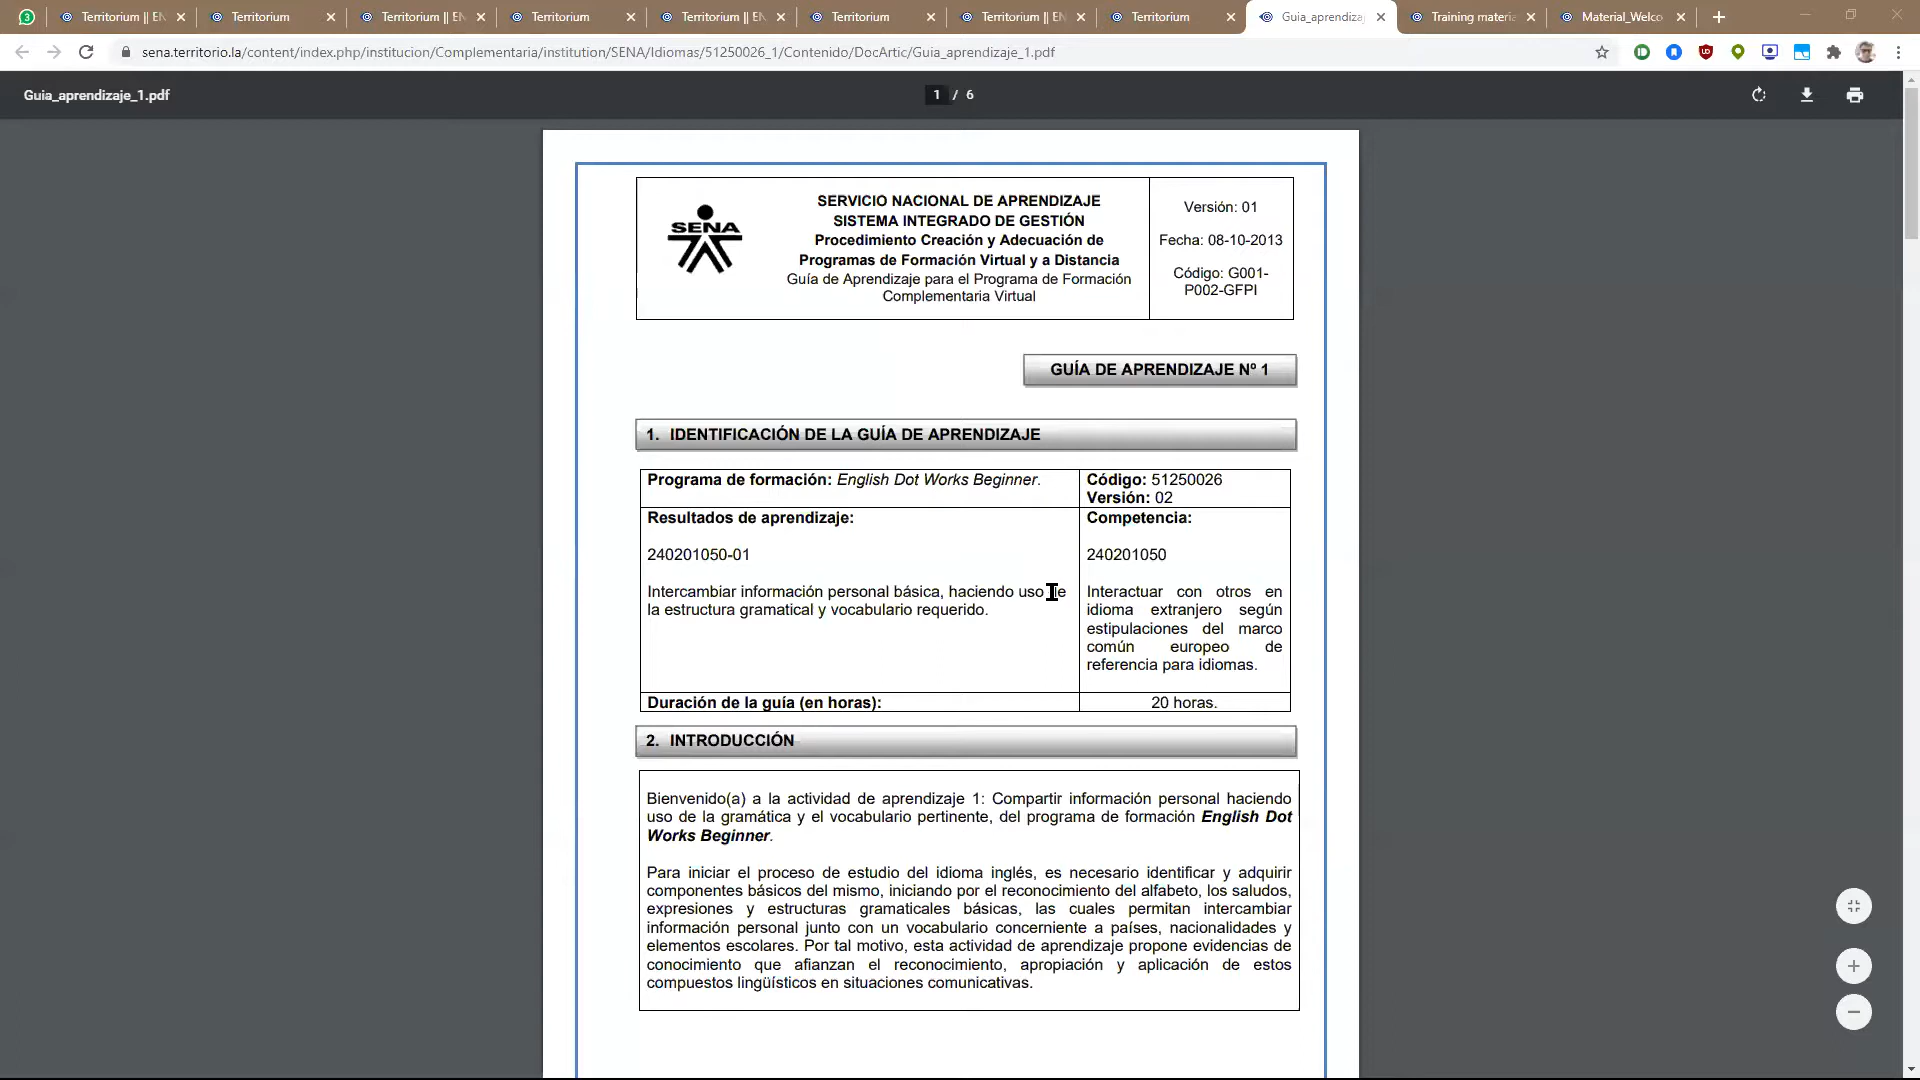 3
Territorium || EN
Territorium
Territorium || EN
Territorium
Territorium || EN
Territorium
Territorium || EN
Territorium
Guia_aprendiza
Training materia
Material_Welco
sena.territorio.la/content/index.php/institucion/Complementaria/institution/SENA/Idiomas/51250026_1/Contenido/DocArtic/Guia_aprendizaje_1.pdf
Guia_aprendizaje_1.pdf
1 / 6
SENA
SERVICIO NACIONAL DE APRENDIZAJE
SISTEMA INTEGRADO DE GESTIÓN
Procedimiento Creación y Adecuación de
Programas de Formación Virtual y a Distancia
Guía de Aprendizaje para el Programa de Formación
Complementaria Virtual
Versión: 01
Fecha: 08-10-2013
Código: G001-
P002-GFPI
GUÍA DE APRENDIZAJE Nº 1
1. IDENTIFICACIÓN DE LA GUÍA DE APRENDIZAJE
Programa de formación: English Dot Works Beginner.
Código: 51250026
Versión: 02
Resultados de aprendizaje:
240201050-01
Intercambiar información personal básica, haciendo uso de
la estructura gramatical y vocabulario requerido.
Competencia:
240201050
Interactuar con otros en
idioma extranjero según
estipulaciones del marco
común europeo de
referencia para idiomas.
Duración de la guía (en horas):
20 horas.
2. INTRODUCCIÓN
Bienvenido(a) a la actividad de aprendizaje 1: Compartir información personal haciendo
uso de la gramática y el vocabulario pertinente, del programa de formación English Dot
Works Beginner.
Para iniciar el proceso de estudio del idioma inglés, es necesario identificar y adquirir
componentes básicos del mismo, iniciando por el reconocimiento del alfabeto, los saludos,
expresiones y estructuras gramaticales básicas, las cuales permitan intercambiar
información personal junto con un vocabulario concerniente a países, nacionalidades y
elementos escolares. Por tal motivo, esta actividad de aprendizaje propone evidencias de
conocimiento que afianzan el reconocimiento, apropiación y aplicación de estos
compuestos lingüísticos en situaciones comunicativas.